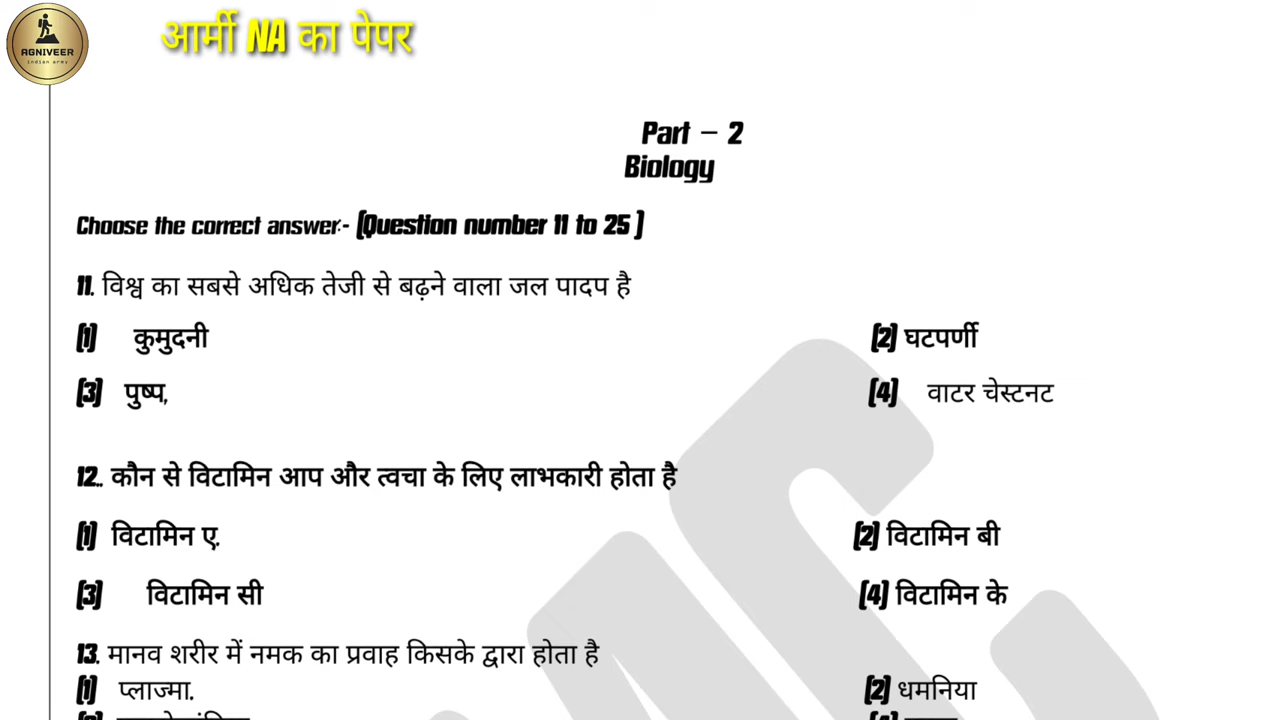 AGNIVEER
indian army
आर्मी NA का पेपर
Part – 2
Biology
Choose the correct answer:- (Question number 11 to 25 )
11. विश्व का सबसे अधिक तेजी से बढ़ने वाला जल पादप है
(1) कुमुदनी (2) घटपर्णी
(3) पुष्प, (4) वाटर चेस्टनट
12.. कौन से विटामिन आप और त्वचा के लिए लाभकारी होता है
(1) विटामिन ए. (2) विटामिन बी
(3) विटामिन सी (4) विटामिन के
13. मानव शरीर में नमक का प्रवाह किसके द्वारा होता है
(1) प्लाज्मा. (2) धमनिया